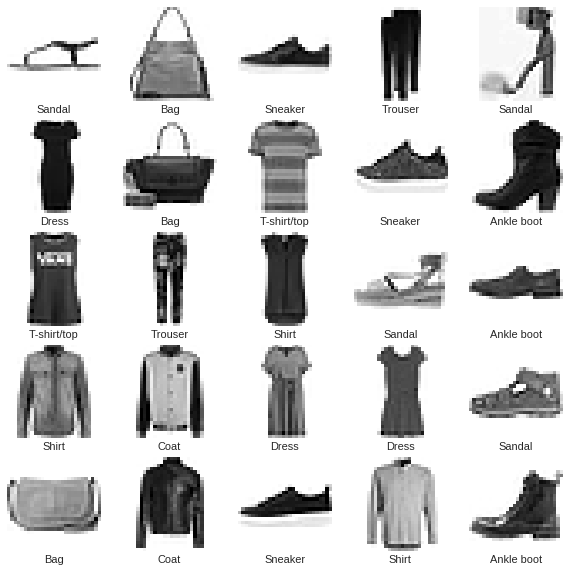 Sandal
Bag
Sneaker
Trouser
Sandal
Dress
Bag
T-shirt/top
Sneaker
Ankle boot
VANS
T-shirt/top
Trouser
Shirt
Sandal
Ankle boot
Shirt
Coat
Dress
Dress
Sandal
Bag
Coat
Sneaker
Shirt
Ankle boot